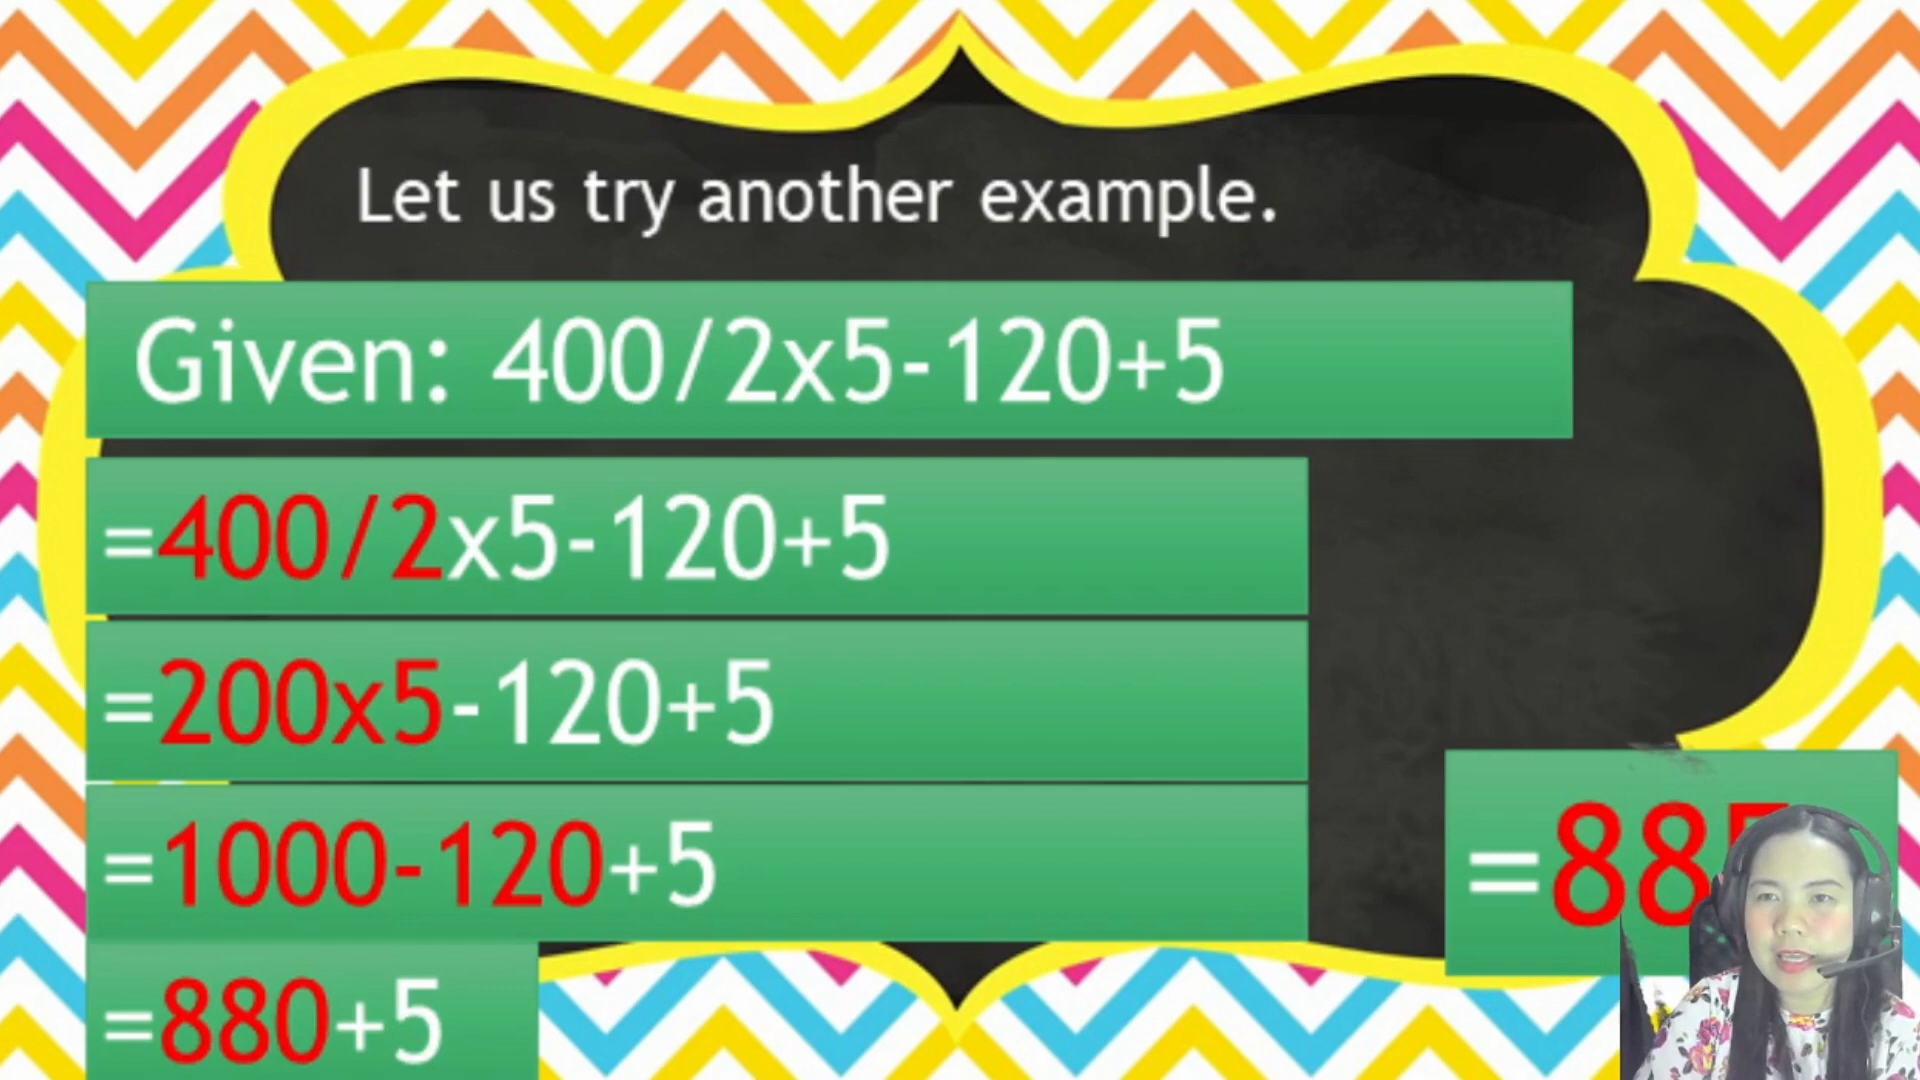 Let us try another example.
Given: 400/2x5-120+5
=400/2x5-120+5
=200x5-120+5
=1000-120+5
=880+5